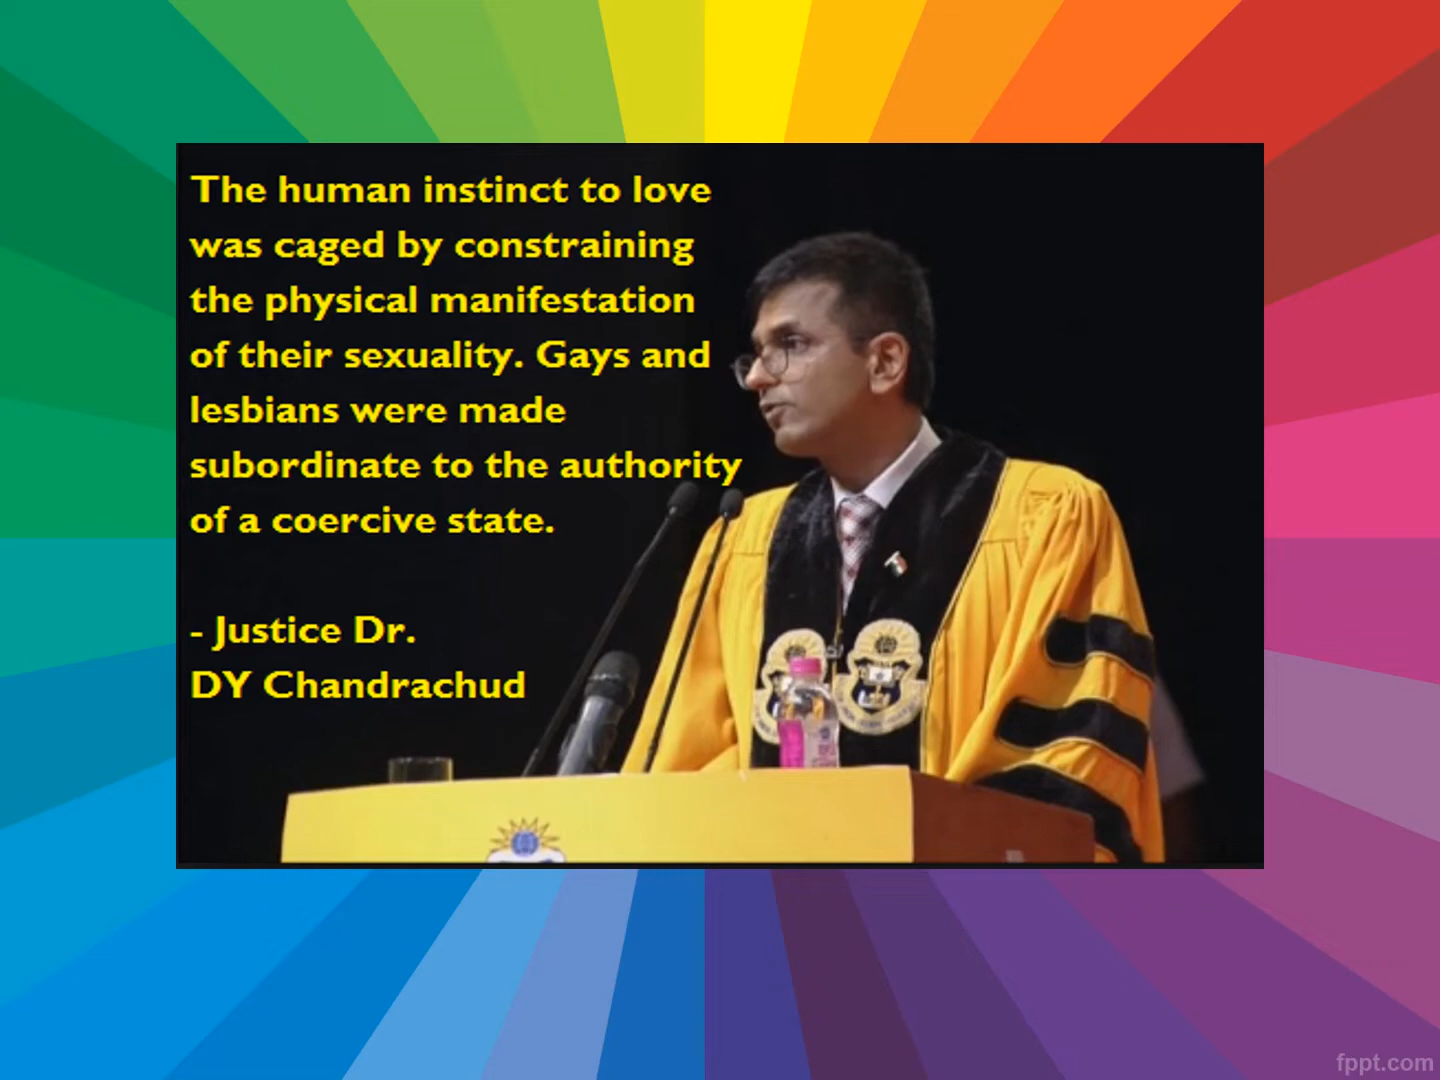 The human instinct to love
was caged by constraining
the physical manifestation
of their sexuality. Gays and
lesbians were made
subordinate to the authority
of a coercive state.
- Justice Dr.
DY Chandrachud
fppt.com